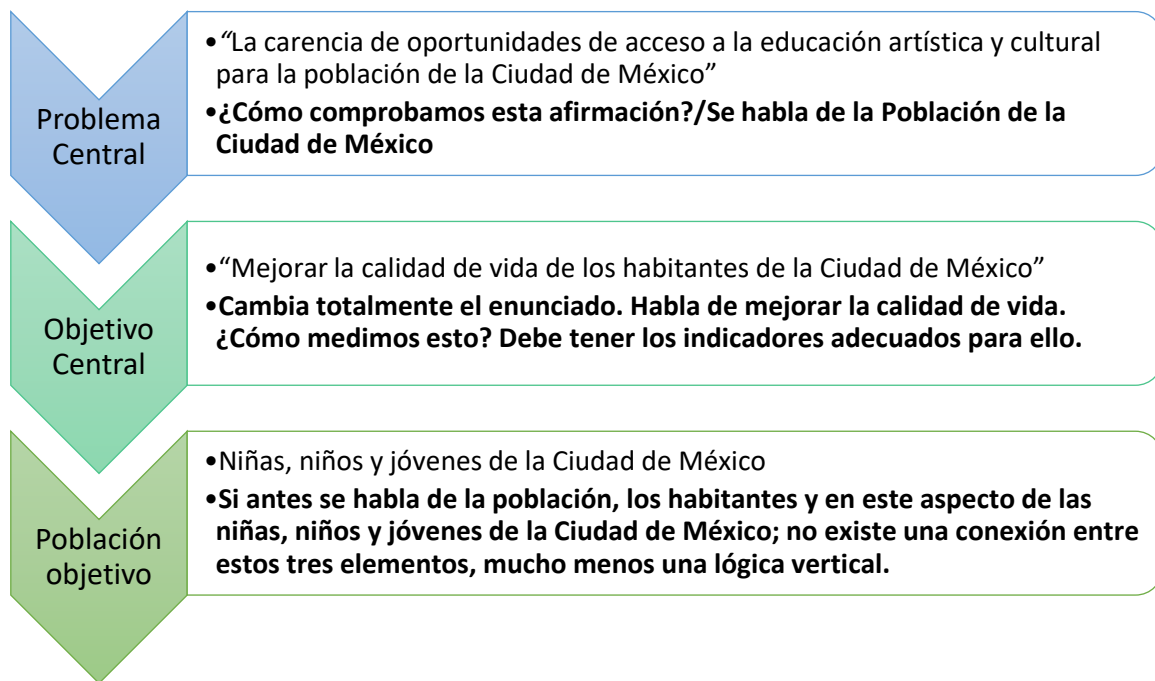 Problema
Central
•“La carencia de oportunidades de acceso a la educación artística y cultural
para la población de la Ciudad de México”
•¿Cómo comprobamos esta afirmación?/Se habla de la Población de la
Ciudad de México
Objetivo
Central
•“Mejorar la calidad de vida de los habitantes de la Ciudad de México”
•Cambia totalmente el enunciado. Habla de mejorar la calidad de vida.
¿Cómo medimos esto? Debe tener los indicadores adecuados para ello.
Población
objetivo
•Niñas, niños y jóvenes de la Ciudad de México
•Si antes se habla de la población, los habitantes y en este aspecto de las
niñas, niños y jóvenes de la Ciudad de México; no existe una conexión entre
estos tres elementos, mucho menos una lógica vertical.